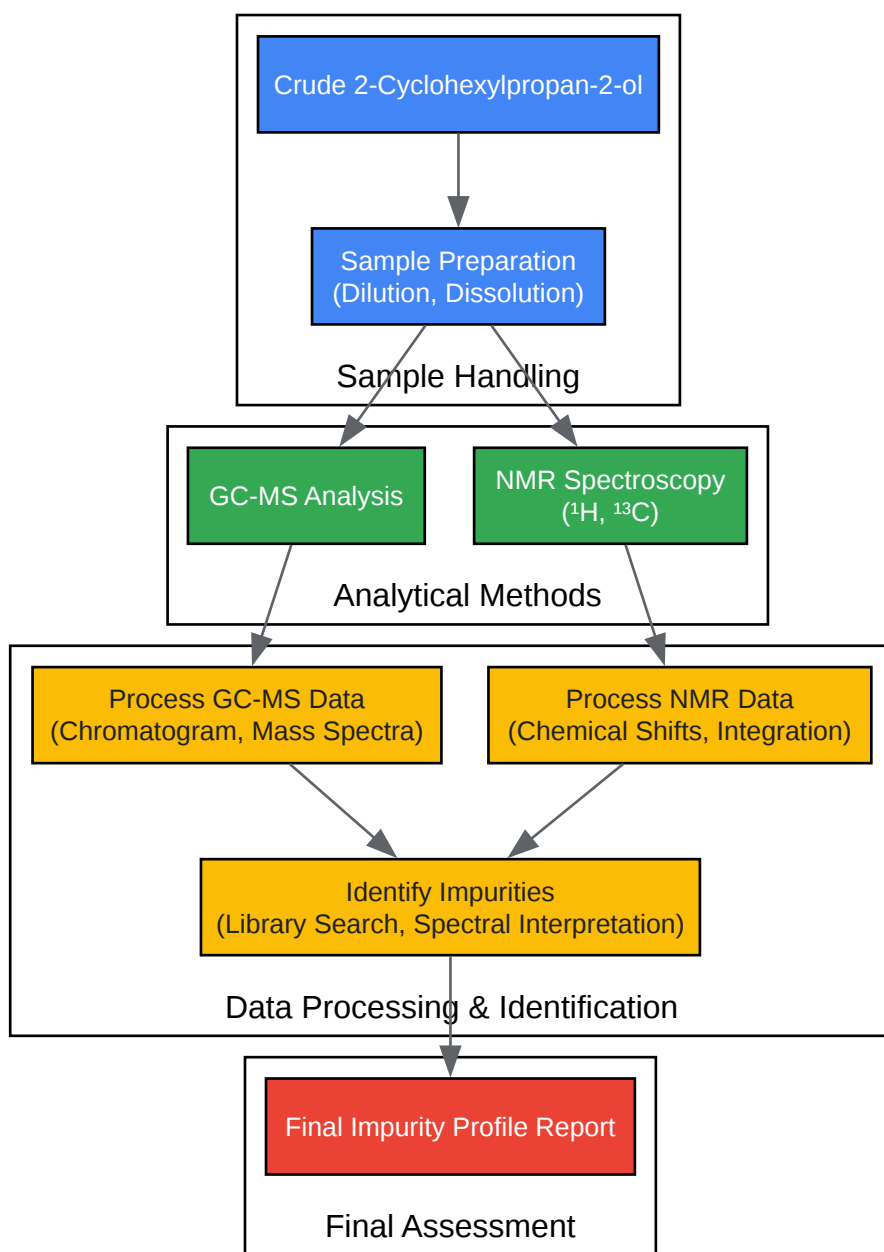 Crude 2-Cyclohexylpropan-2-ol
Sample Preparation
(Dilution, Dissolution)
Sample Handling
GC-MS Analysis
NMR Spectroscopy
(¹H, ¹³C)
Analytical Methods
Process GC-MS Data
(Chromatogram, Mass Spectra)
Process NMR Data
(Chemical Shifts, Integration)
Identify Impurities
(Library Search, Spectral Interpretation)
Data Processing & Identification
Final Impurity Profile Report
Final Assessment